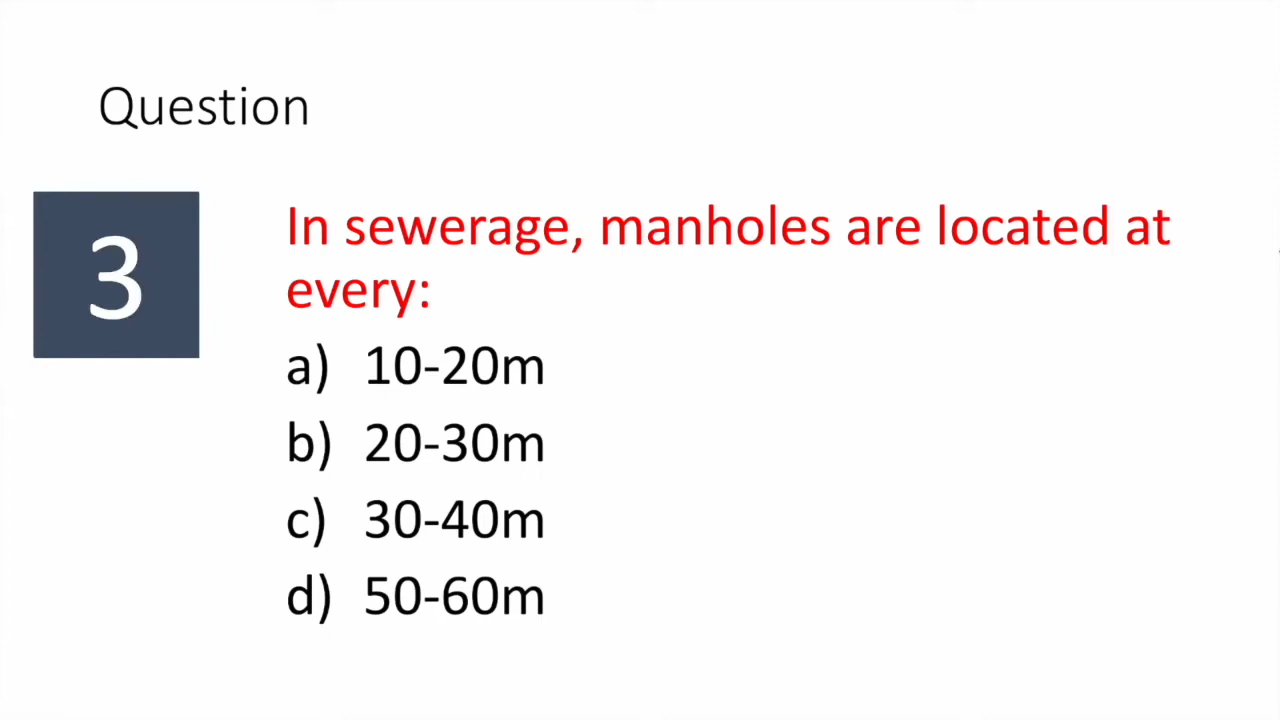 Question
3
In sewerage, manholes are located at
every:
a) 10-20m
b) 20-30m
c) 30-40m
d) 50-60m